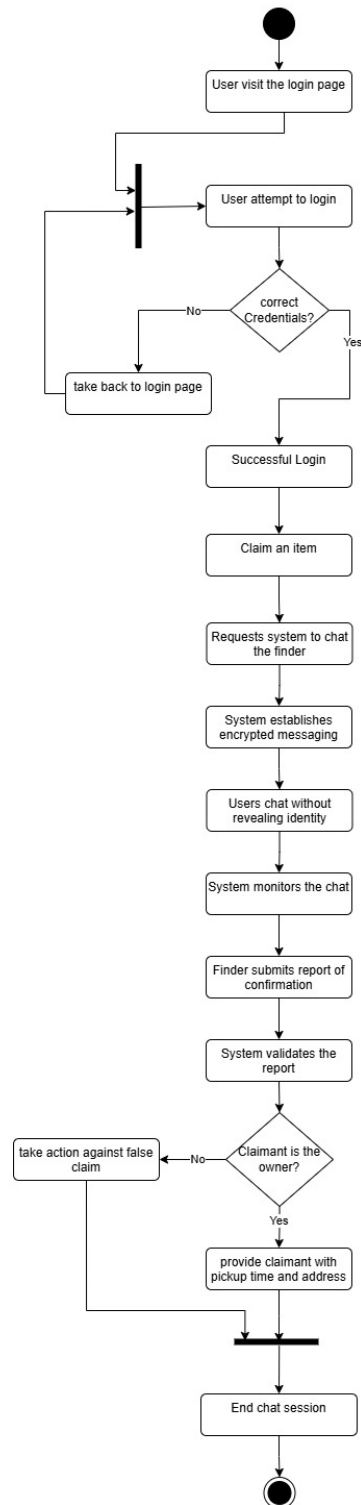 User visit the login page
User attempt to login
correct
Credentials?
No
Yes
take back to login page
Successful Login
Claim an item
Requests system to chat
the finder
System establishes
encrypted messaging
Users chat without
revealing identity
System monitors the chat
Finder submits report of
confirmation
System validates the
report
Claimant is the
owner?
No
take action against false
claim
Yes
provide claimant with
pickup time and address
End chat session